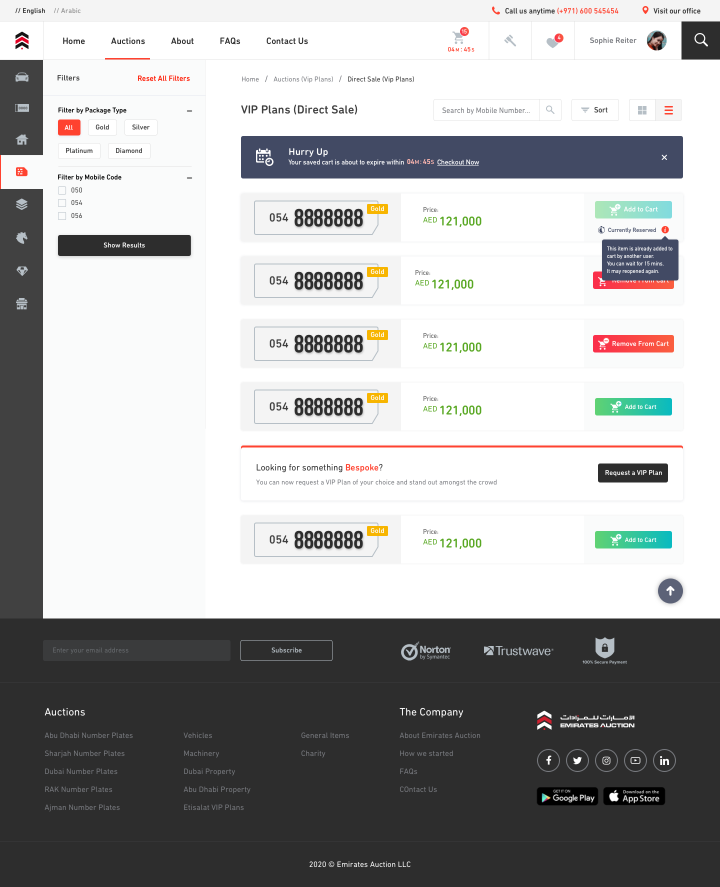 // English // Arabic
Call us anytime (+971) 600 545454
Visit our office
Home Auctions About FAQs Contact Us
15
04M : 45S
4
Sophie Reiter
Filters Reset All Filters
Filter by Package Type
All Gold Silver
Platinum Diamond
Filter by Mobile Code
050
054
056
Show Results
Home / Auctions (Vip Plans) / Direct Sale (Vip Plans)
VIP Plans (Direct Sale)
Search by Mobile Number...
Sort
Hurry Up
Your saved cart is about to expire within 04M : 45S Checkout Now
054 8888888 Gold
Price:
AED 121,000
Add to Cart
Currently Reserved
This item is already added to
cart by another user.
You can wait for 15 mins.
It may reopened again.
054 8888888 Gold
Price:
AED 121,000
Remove From Cart
054 8888888 Gold
Price:
AED 121,000
Remove From Cart
054 8888888 Gold
Price:
AED 121,000
Add to Cart
Looking for something Bespoke?
You can now request a VIP Plan of your choice and stand out amongst the crowd
Request a VIP Plan
054 8888888 Gold
Price:
AED 121,000
Add to Cart
Enter your email address
Subscribe
Norton
by Symantec
Trustwave
100% Secure Payment
Auctions
Abu Dhabi Number Plates
Sharjah Number Plates
Dubai Number Plates
RAK Number Plates
Ajman Number Plates
Vehicles
Machinery
Dubai Property
Abu Dhabi Property
Etisalat VIP Plans
General Items
Charity
The Company
About Emirates Auction
How we started
FAQs
COntact Us
الإمارات للمزادات
EMIRATES AUCTION
GET IT ON
Google Play
Download on the
App Store
2020 © Emirates Auction LLC